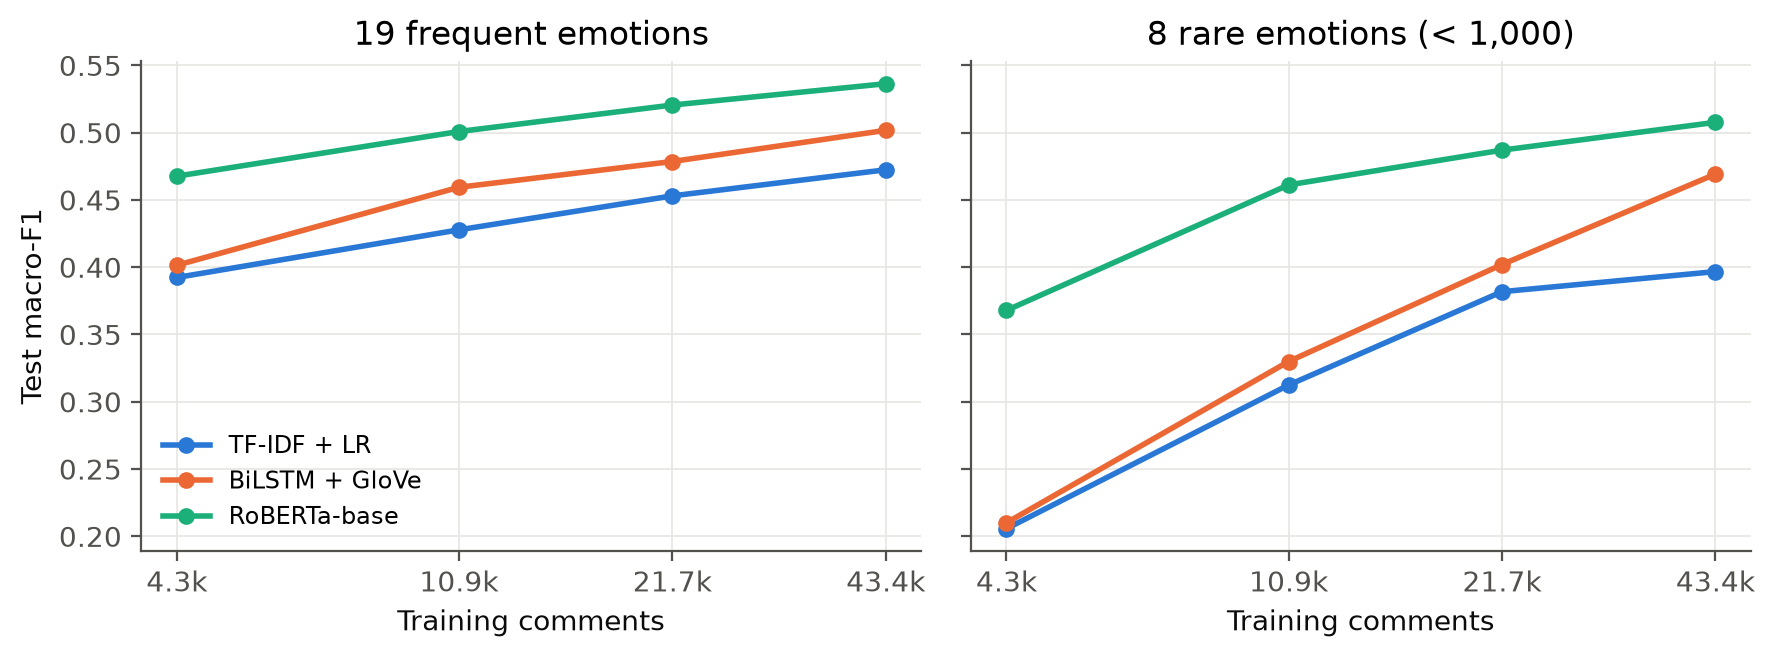 19 frequent emotions
8 rare emotions (< 1,000)
Test macro-F1
0.55
0.50
0.45
0.40
0.35
0.30
0.25
0.20
TF-IDF + LR
BiLSTM + GloVe
RoBERTa-base
4.3k 10.9k 21.7k 43.4k
4.3k 10.9k 21.7k 43.4k
Training comments
Training comments